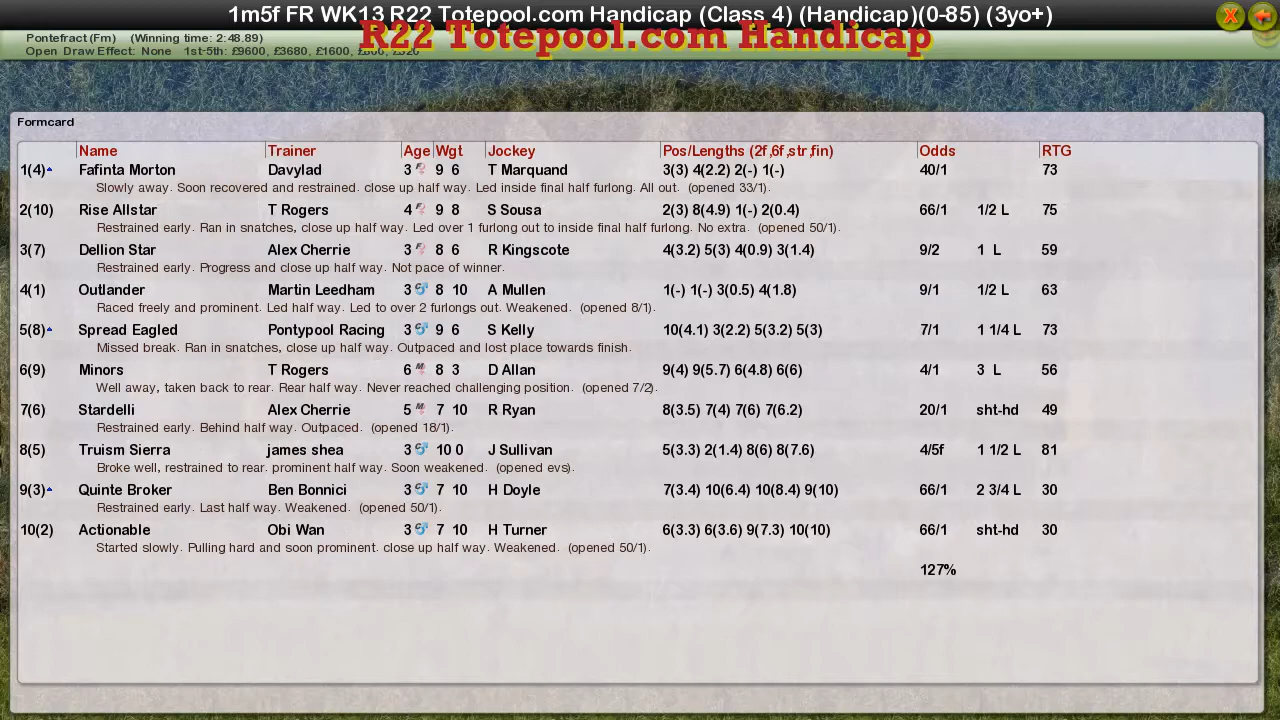 1m5f FR WK13 R22 Totepool.com Handicap (Class 4) (Handicap)(0-85) (3yo+)
R22 Totepool.com Handicap
Pontefract(Fm) (Winning time: 2:48.89)
Open Draw Effect: None 1st-5th: £9600, £3680, £1600, £800, £320
Formcard
Name Trainer Age Wgt Jockey Pos/Lengths (2f,6f,str,fin) Odds RTG
1(4) Fafinta Morton Davylad 3 F 9 6 T Marquand 3(3) 4(2.2) 2(-) 1(-) 40/1 73
Slowly away. Soon recovered and restrained. close up half way. Led inside final half furlong. All out. (opened 33/1).
2(10) Rise Allstar T Rogers 4 F 9 8 S Sousa 2(3) 8(4.9) 1(-) 2(0.4) 66/1 1/2 L 75
Restrained early. Ran in snatches, close up half way. Led over 1 furlong out to inside final half furlong. No extra. (opened 50/1).
3(7) Dellion Star Alex Cherrie 3 F 8 6 R Kingscote 4(3.2) 5(3) 4(0.9) 3(1.4) 9/2 1 L 59
Restrained early. Progress and close up half way. Not pace of winner.
4(1) Outlander Martin Leedham 3 8 10 A Mullen 1(-) 1(-) 3(0.5) 4(1.8) 9/1 1/2 L 63
Raced freely and prominent. Led half way. Led to over 2 furlongs out. Weakened. (opened 8/1).
5(8) Spread Eagled Pontypool Racing 3 9 6 S Kelly 10(4.1) 3(2.2) 5(3.2) 5(3) 7/1 1 1/4 L 73
Missed break. Ran in snatches, close up half way. Outpaced and lost place towards finish.
6(9) Minors T Rogers 6 M 8 3 D Allan 9(4) 9(5.7) 6(4.8) 6(6) 4/1 3 L 56
Well away, taken back to rear. Rear half way. Never reached challenging position. (opened 7/2).
7(6) Stardelli Alex Cherrie 5 M 7 10 R Ryan 8(3.5) 7(4) 7(6) 7(6.2) 20/1 sht-hd 49
Restrained early. Behind half way. Outpaced. (opened 18/1).
8(5) Truism Sierra james shea 3 10 0 J Sullivan 5(3.3) 2(1.4) 8(6) 8(7.6) 4/5f 1 1/2 L 81
Broke well, restrained to rear. prominent half way. Soon weakened. (opened evs).
9(3) Quinte Broker Ben Bonnici 3 7 10 H Doyle 7(3.4) 10(6.4) 10(8.4) 9(10) 66/1 2 3/4 L 30
Restrained early. Last half way. Weakened. (opened 50/1).
10(2) Actionable Obi Wan 3 7 10 H Turner 6(3.3) 6(3.6) 9(7.3) 10(10) 66/1 sht-hd 30
Started slowly. Pulling hard and soon prominent. close up half way. Weakened. (opened 50/1).
127%